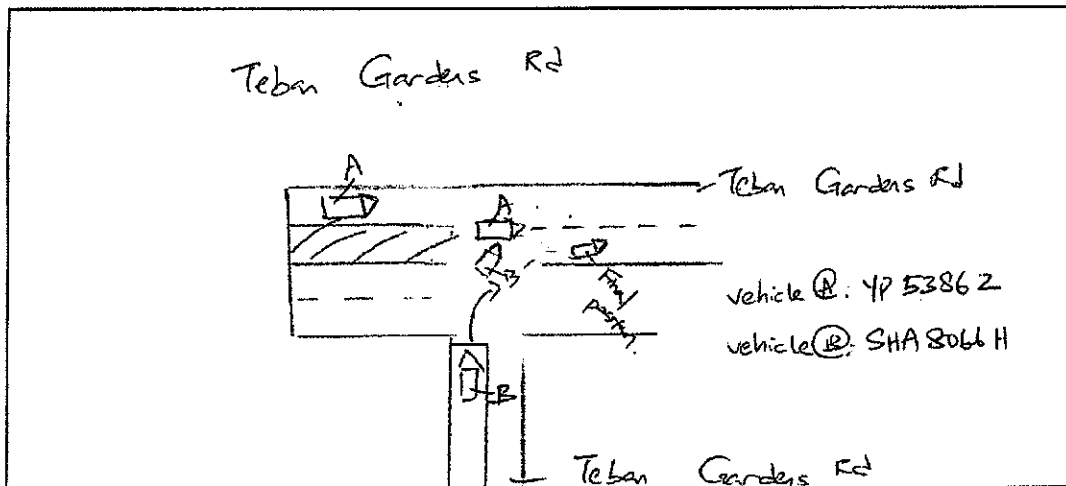 Teban Gardens Rd
A
Teban Gardens Rd
A
B
Final
Position
vehicle A: YP 5386 Z
vehicle B: SHA 8066 H
B
Teban Gardens Rd